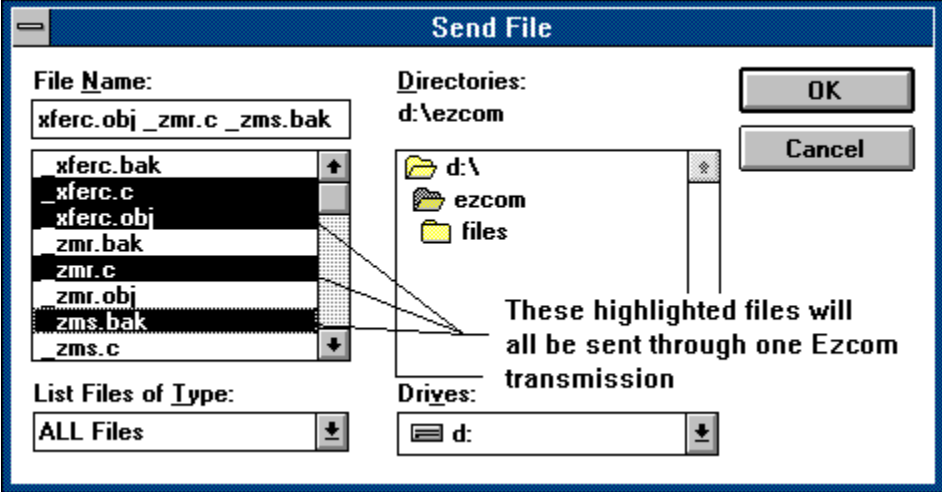 Send File
File Name:
xferc.obj _zmr.c _zms.bak
_xferc.bak
_xferc.c
_xferc.obj
_zmr.bak
_zmr.c
_zmr.obj
_zms.bak
_zms.c
List Files of Type:
ALL Files
Directories:
d:\ezcom
d:\
ezcom
files
These highlighted files will
all be sent through one Ezcom
transmission
Drives:
d:
OK
Cancel